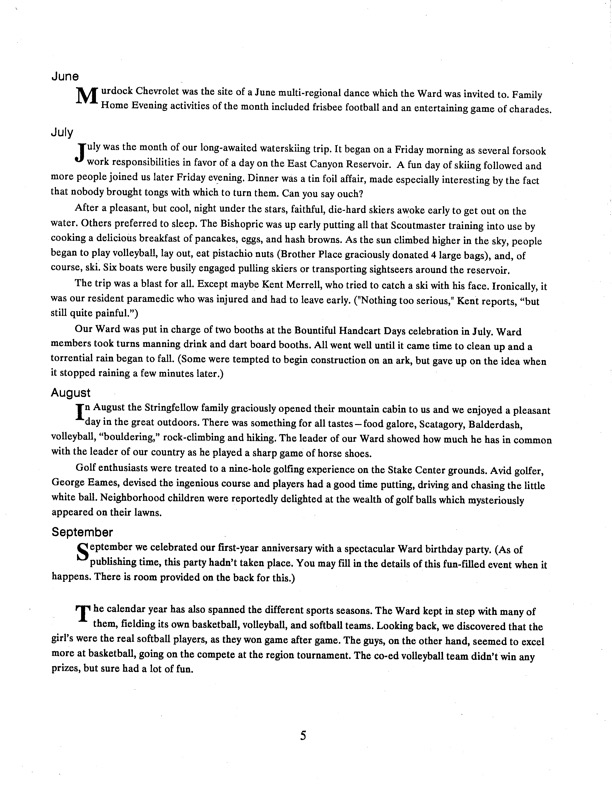 June
Murdock Chevrolet was the site of a June multi-regional dance which the Ward was invited to. Family
Home Evening activities of the month included frisbee football and an entertaining game of charades.
July
July was the month of our long-awaited waterskiing trip. It began on a Friday morning as several forsook
work responsibilities in favor of a day on the East Canyon Reservoir. A fun day of skiing followed and
more people joined us later Friday evening. Dinner was a tin foil affair, made especially interesting by the fact
that nobody brought tongs with which to turn them. Can you say ouch?
After a pleasant, but cool, night under the stars, faithful, die-hard skiers awoke early to get out on the
water. Others preferred to sleep. The Bishopric was up early putting all that Scoutmaster training into use by
cooking a delicious breakfast of pancakes, eggs, and hash browns. As the sun climbed higher in the sky, people
began to play volleyball, lay out, eat pistachio nuts (Brother Place graciously donated 4 large bags), and, of
course, ski. Six boats were busily engaged pulling skiers or transporting sightseers around the reservoir.
The trip was a blast for all. Except maybe Kent Merrell, who tried to catch a ski with his face. Ironically, it
was our resident paramedic who was injured and had to leave early. ("Nothing too serious," Kent reports, “but
still quite painful.”)
Our Ward was put in charge of two booths at the Bountiful Handcart Days celebration in July. Ward
members took turns manning drink and dart board booths. All went well until it came time to clean up and a
torrential rain began to fall. (Some were tempted to begin construction on an ark, but gave up on the idea when
it stopped raining a few minutes later.)
August
In August the Stringfellow family graciously opened their mountain cabin to us and we enjoyed a pleasant
day in the great outdoors. There was something for all tastes – food galore, Scatagory, Balderdash,
volleyball, “bouldering,” rock-climbing and hiking. The leader of our Ward showed how much he has in common
with the leader of our country as he played a sharp game of horse shoes.
Golf enthusiasts were treated to a nine-hole golfing experience on the Stake Center grounds. Avid golfer,
George Eames, devised the ingenious course and players had a good time putting, driving and chasing the little
white ball. Neighborhood children were reportedly delighted at the wealth of golf balls which mysteriously
appeared on their lawns.
September
September we celebrated our first-year anniversary with a spectacular Ward birthday party. (As of
publishing time, this party hadn't taken place. You may fill in the details of this fun-filled event when it
happens. There is room provided on the back for this.)
The calendar year has also spanned the different sports seasons. The Ward kept in step with many of
them, fielding its own basketball, volleyball, and softball teams. Looking back, we discovered that the
girl's were the real softball players, as they won game after game. The guys, on the other hand, seemed to excel
more at basketball, going on the compete at the region tournament. The co-ed volleyball team didn't win any
prizes, but sure had a lot of fun.
5